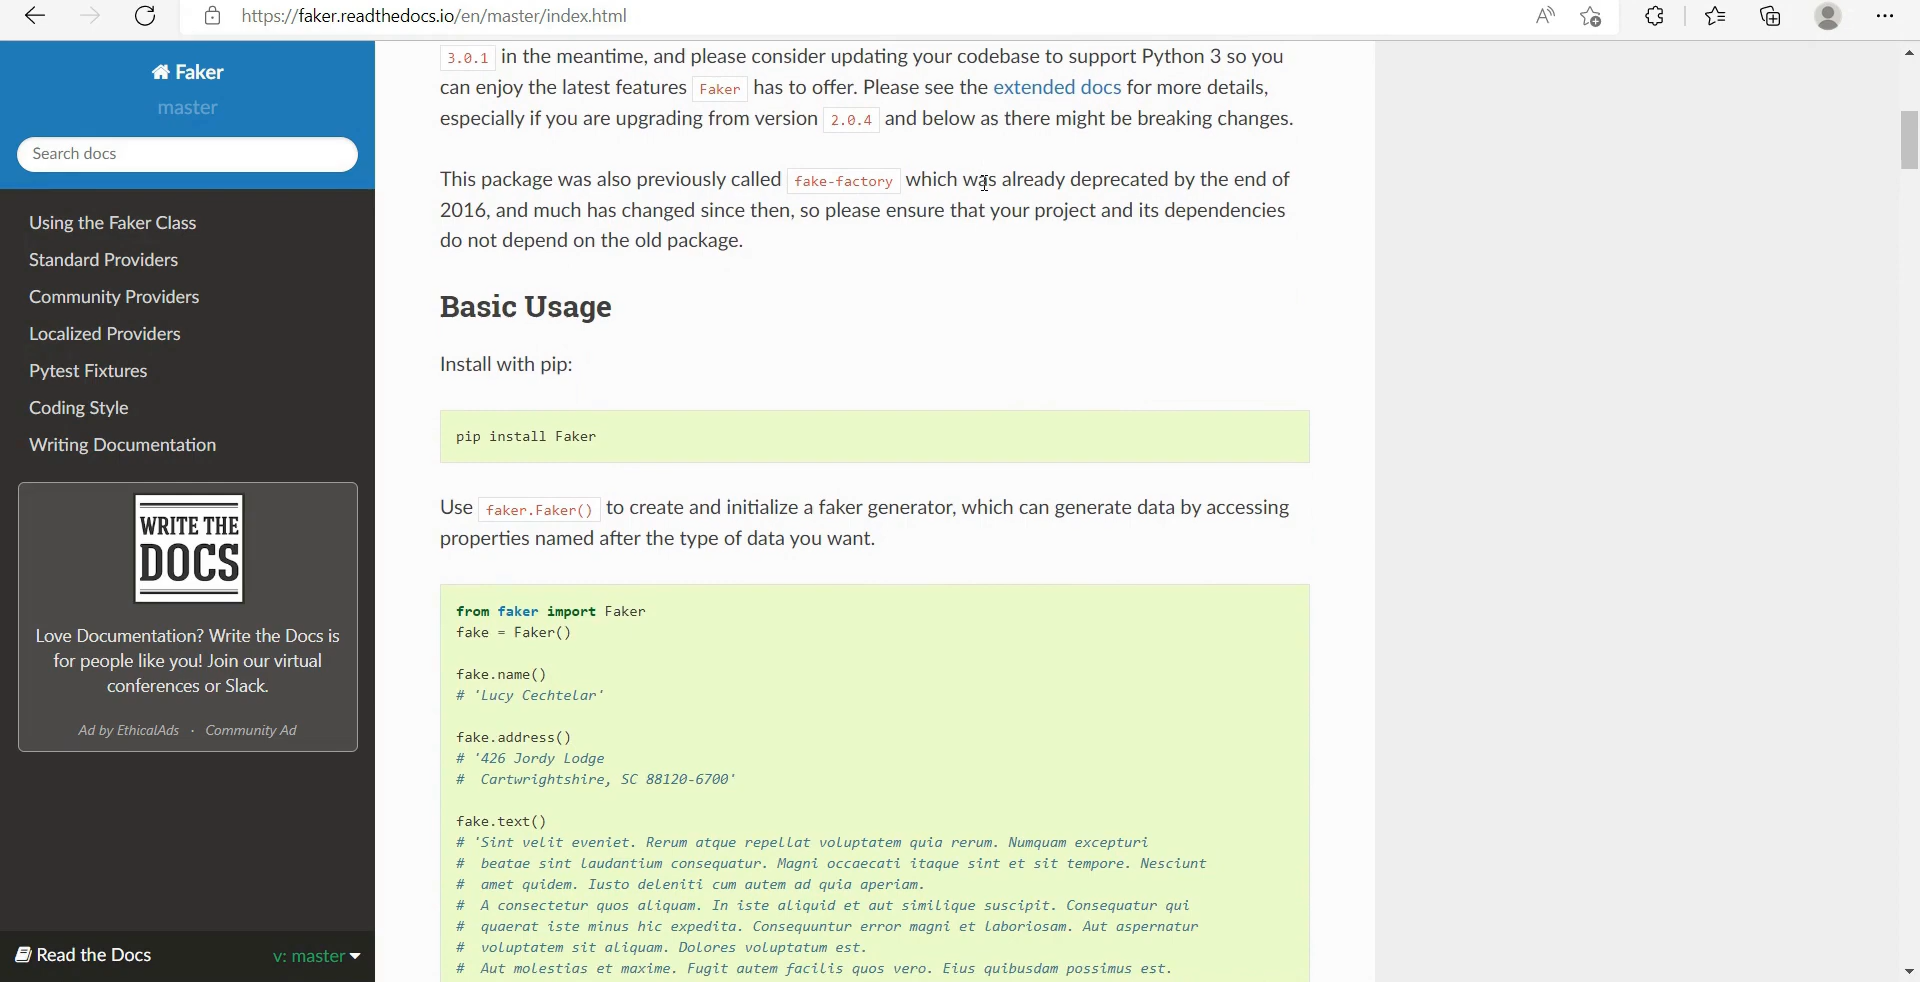 https://faker.readthedocs.io/en/master/index.html
Faker
master
Search docs
Using the Faker Class
Standard Providers
Community Providers
Localized Providers
Pytest Fixtures
Coding Style
Writing Documentation
WRITE THE
DOCS
Love Documentation? Write the Docs is
for people like you! Join our virtual
conferences or Slack.
Ad by EthicalAds · Community Ad
Read the Docs
v: master
3.0.1 in the meantime, and please consider updating your codebase to support Python 3 so you
can enjoy the latest features Faker has to offer. Please see the extended docs for more details,
especially if you are upgrading from version 2.0.4 and below as there might be breaking changes.
This package was also previously called fake-factory which was already deprecated by the end of
2016, and much has changed since then, so please ensure that your project and its dependencies
do not depend on the old package.
Basic Usage
Install with pip:
pip install Faker
Use faker.Faker() to create and initialize a faker generator, which can generate data by accessing
properties named after the type of data you want.
from faker import Faker
fake = Faker()
fake.name()
# 'Lucy Cechtelar'
fake.address()
# '426 Jordy Lodge
#  Cartwrightshire, SC 88120-6700'
fake.text()
# 'Sint velit eveniet. Rerum atque repellat voluptatem quia rerum. Numquam excepturi
#  beatae sint laudantium consequatur. Magni occaecati itaque sint et sit tempore. Nesciunt
#  amet quidem. Iusto deleniti cum autem ad quia aperiam.
#  A consectetur quos aliquam. In iste aliquid et aut similique suscipit. Consequatur qui
#  quaerat iste minus hic expedita. Consequuntur error magni et laboriosam. Aut aspernatur
#  voluptatem sit aliquam. Dolores voluptatum est.
#  Aut molestias et maxime. Fugit autem facilis quos vero. Eius quibusdam possimus est.